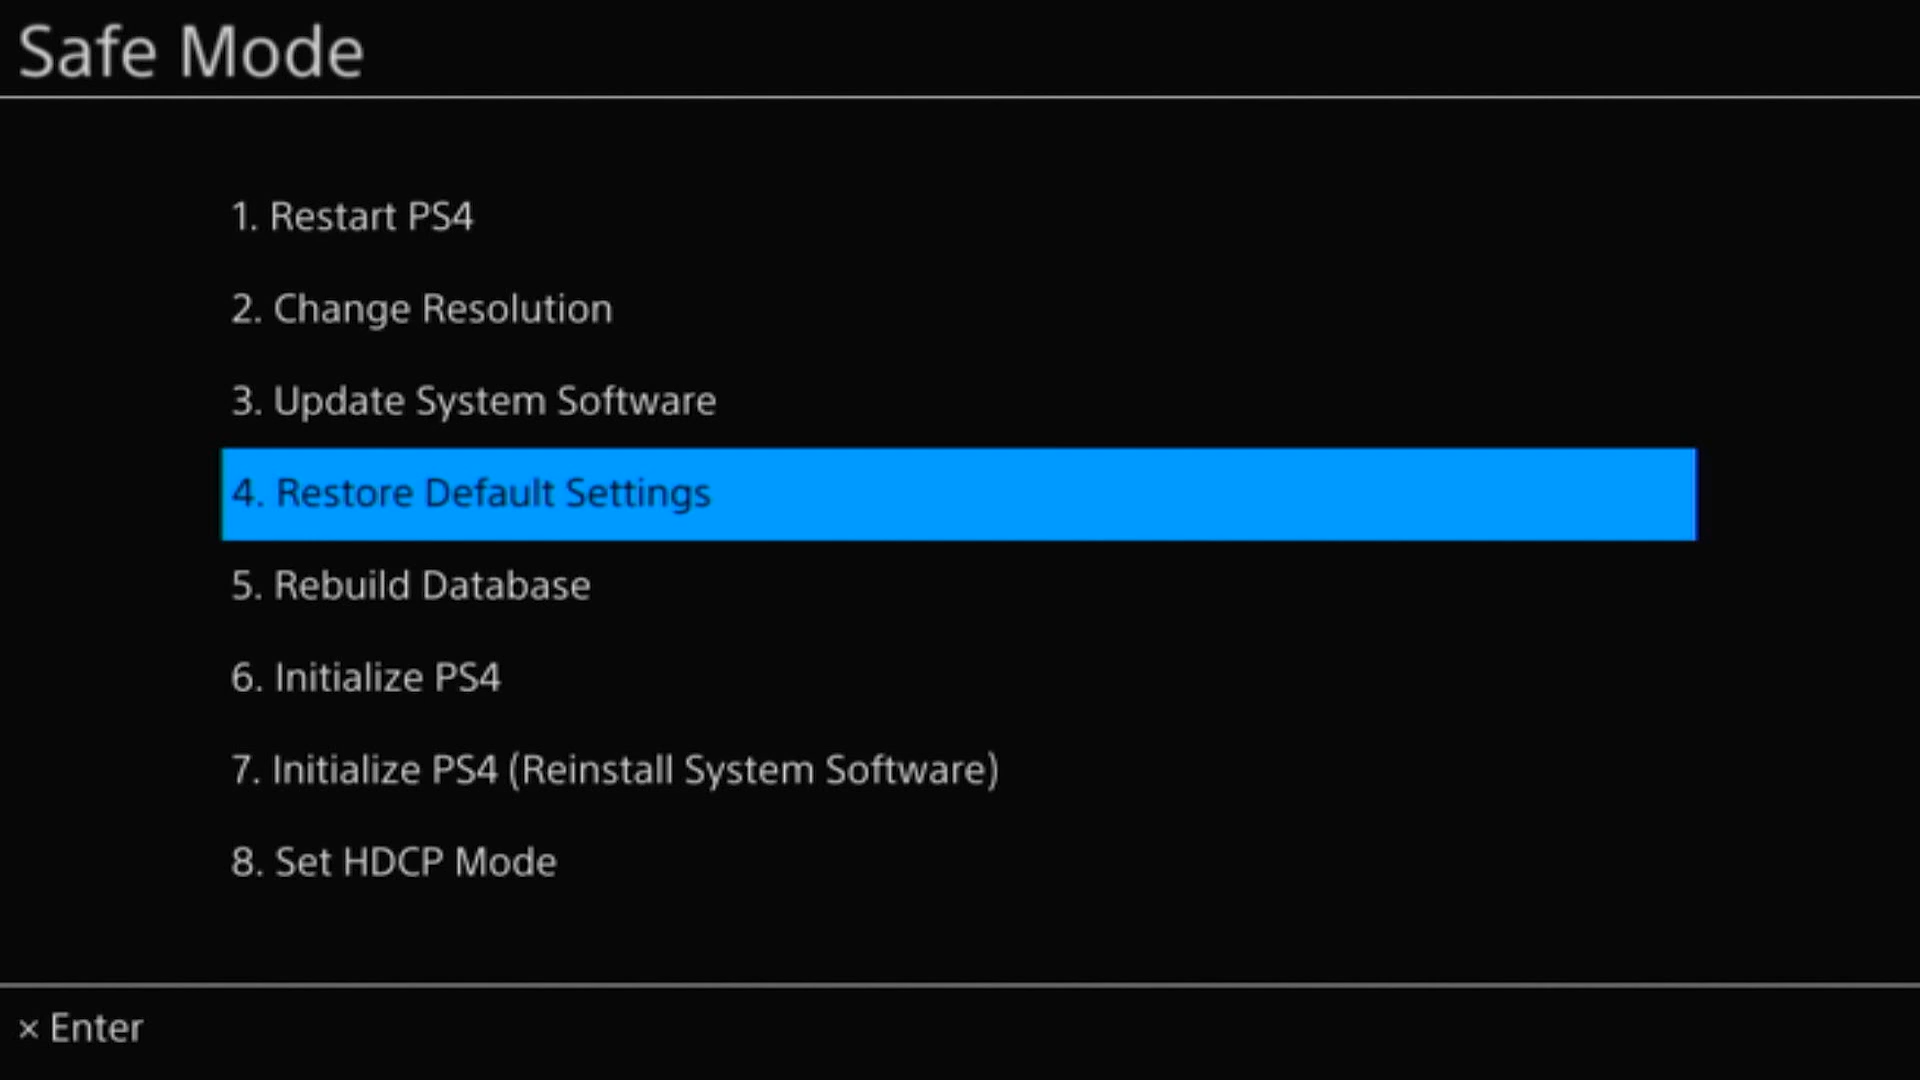 Safe Mode
1. Restart PS4
2. Change Resolution
3. Update System Software
4. Restore Default Settings
5. Rebuild Database
6. Initialize PS4
7. Initialize PS4 (Reinstall System Software)
8. Set HDCP Mode
× Enter